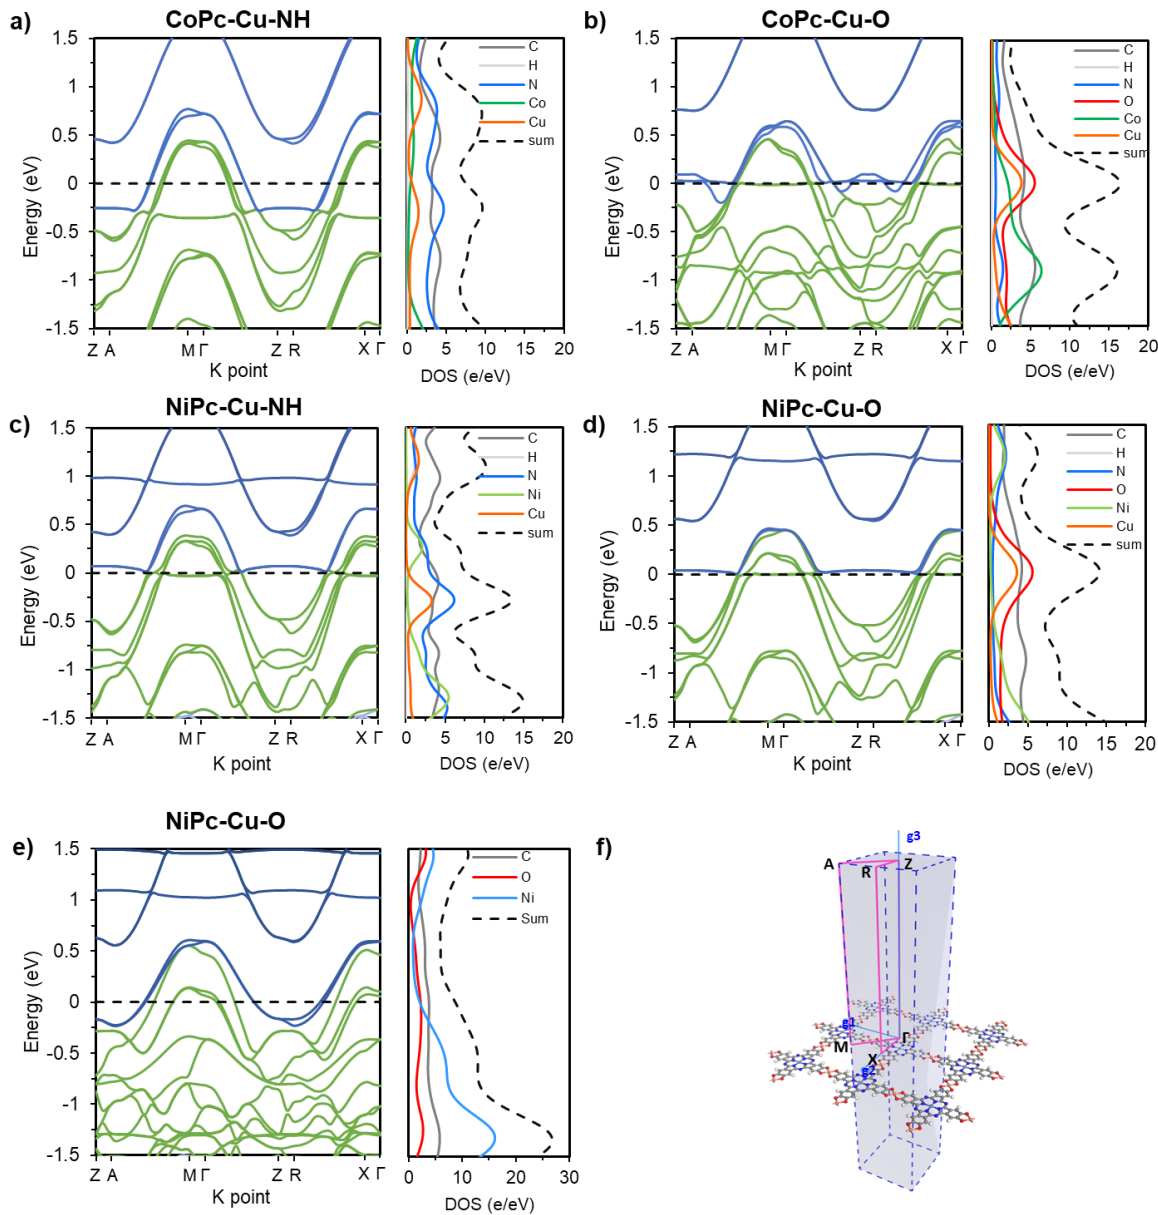 a) CoPc-Cu-NH
1.5
1
0.5
0
-0.5
-1
-1.5
Energy (eV)
Z A M Γ Z R X Γ
K point
C
H
N
Co
Cu
sum
0 5 10 15 20
DOS (e/eV)
b) CoPc-Cu-O
1.5
1
0.5
0
-0.5
-1
-1.5
Energy (eV)
Z A M Γ Z R X Γ
K point
C
H
N
O
Co
Cu
sum
0 5 10 15 20
DOS (e/eV)
c) NiPc-Cu-NH
1.5
1
0.5
0
-0.5
-1
-1.5
Energy (eV)
Z A M Γ Z R X Γ
K point
C
H
N
Ni
Cu
sum
0 5 10 15 20
DOS (e/eV)
d) NiPc-Cu-O
1.5
1
0.5
0
-0.5
-1
-1.5
Energy (eV)
Z A M Γ Z R X Γ
K point
C
H
N
O
Ni
Cu
sum
0 5 10 15 20
DOS (e/eV)
e) NiPc-Cu-O
1.5
1
0.5
0
-0.5
-1
-1.5
Energy (eV)
Z A M Γ Z R X Γ
K point
C
O
Ni
Sum
0 10 20 30
DOS (e/eV)
f)
g3
A
R
Z
g1
Γ
M
X
g2